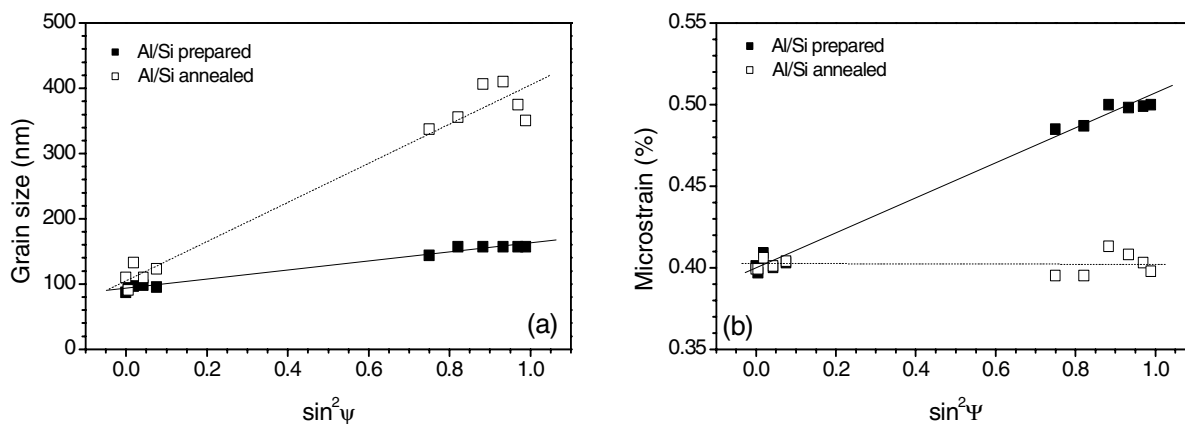 500
400
300
200
100
0
Grain size (nm)
Al/Si prepared
Al/Si annealed
(a)
0.0 0.2 0.4 0.6 0.8 1.0
sin²ψ
0.55
0.50
0.45
0.40
0.35
Microstrain (%)
Al/Si prepared
Al/Si annealed
(b)
0.0 0.2 0.4 0.6 0.8 1.0
sin²Ψ